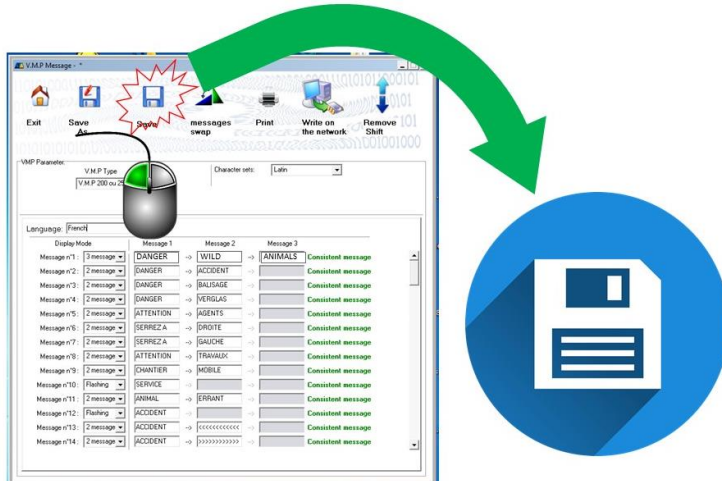 V.M.P Message - *
Exit Save As Save messages swap Print Write on the network Remove Shift
VMP Parameter:
V.M.P Type Character sets: Latin
V.M.P 200 ou
Language: French
Display Mode Message 1 Message 2 Message 3
Message n°1 : 3 message DANGER -> WILD -> ANIMALS Consistent message
Message n°2 : 2 message DANGER -> ACCIDENT -> Consistent message
Message n°3 : 2 message DANGER -> BALISAGE -> Consistent message
Message n°4 : 2 message DANGER -> VERGLAS -> Consistent message
Message n°5 : 2 message ATTENTION -> AGENTS -> Consistent message
Message n°6 : 2 message SERREZ A -> DROITE -> Consistent message
Message n°7 : 2 message SERREZ A -> GAUCHE -> Consistent message
Message n°8 : 2 message ATTENTION -> TRAVAUX -> Consistent message
Message n°9 : 2 message CHANTIER -> MOBILE -> Consistent message
Message n°10 : Flashing SERVICE -> -> Consistent message
Message n°11 : 2 message ANIMAL -> ERRANT -> Consistent message
Message n°12 : Flashing ACCIDENT -> -> Consistent message
Message n°13 : 2 message ACCIDENT -> <<<<<<<<<<<< -> Consistent message
Message n°14 : 2 message ACCIDENT -> >>>>>>>>>>>> -> Consistent message